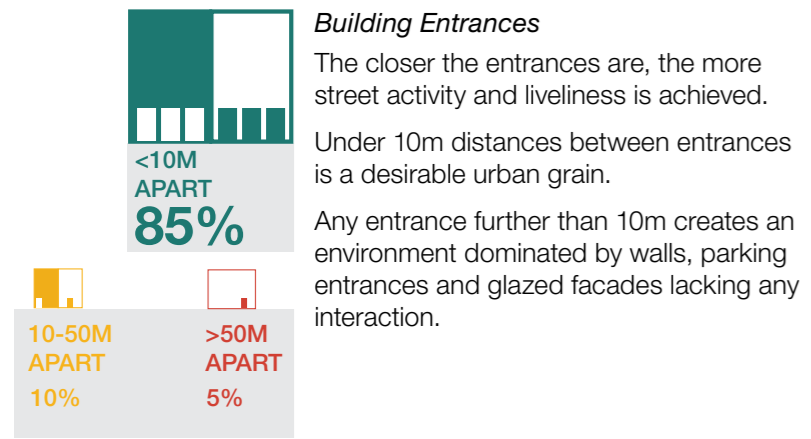 <10M
APART
85%
10-50M
APART
10%
>50M
APART
5%
Building Entrances
The closer the entrances are, the more
street activity and liveliness is achieved.
Under 10m distances between entrances
is a desirable urban grain.
Any entrance further than 10m creates an
environment dominated by walls, parking
entrances and glazed facades lacking any
interaction.